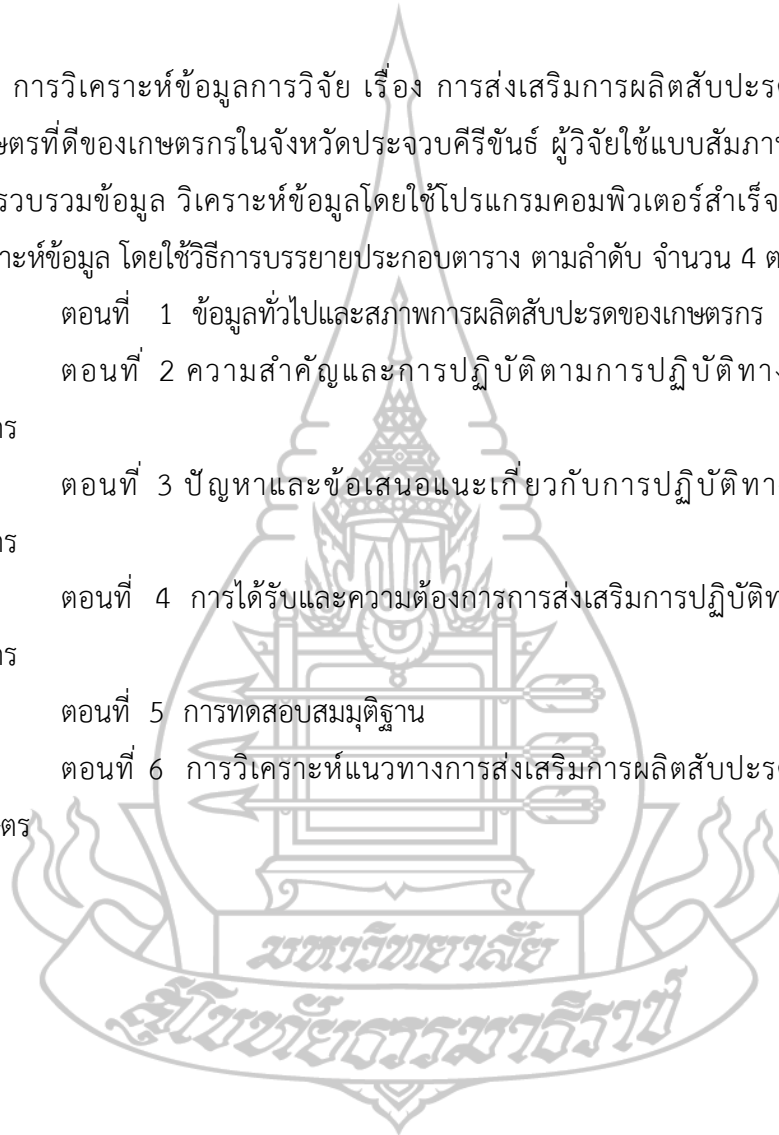 การวิเคราะห์ข้อมูลการวิจัย เรื่อง การส่งเสริมการผลิตสับปะรด
ษตรที่ดีของเกษตรกรในจังหวัดประจวบคีรีขันธ์ ผู้วิจัยใช้แบบสัมภา
รวบรวมข้อมูล วิเคราะห์ข้อมูลโดยใช้โปรแกรมคอมพิวเตอร์สำเร็จ
ราะห์ข้อมูล โดยใช้วิธีการบรรยายประกอบตาราง ตามลำดับ จำนวน 4 ต
ตอนที่ 1 ข้อมูลทั่วไปและสภาพการผลิตสับปะรดของเกษตรกร
ตอนที่ 2 ความสำคัญและการปฏิบัติตามการปฏิบัติทาง
กร
ตอนที่ 3 ปัญหาและข้อเสนอแนะเกี่ยวกับการปฏิบัติทา
กร
ตอนที่ 4 การได้รับและความต้องการการส่งเสริมการปฏิบัติท
กร
ตอนที่ 5 การทดสอบสมมุติฐาน
ตอนที่ 6 การวิเคราะห์แนวทางการส่งเสริมการผลิตสับปะรด
ตร
มหาวิทยาลัย
สุโขทัยธรรมาธิราช